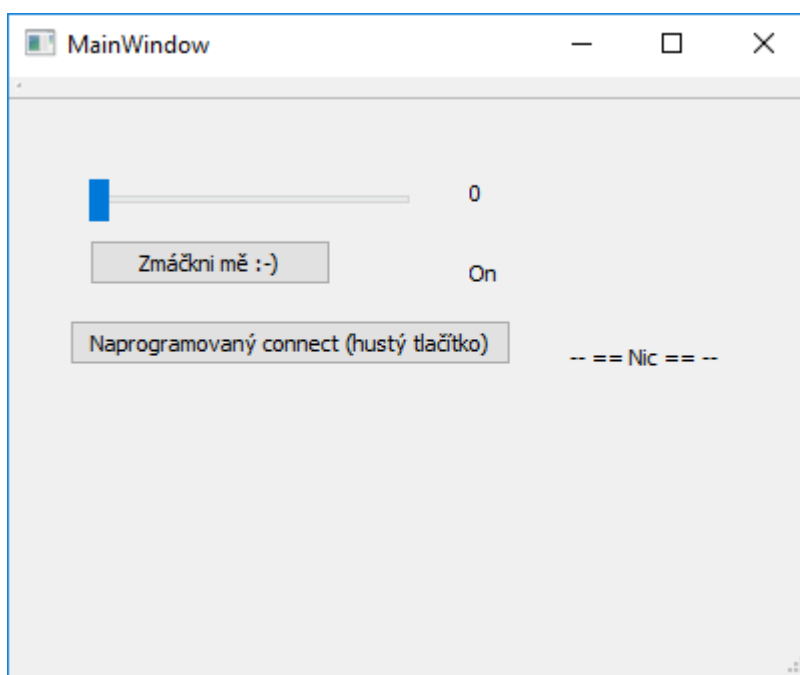 MainWindow
0
Zmáčkni mě :-)
On
Naprogramovaný connect (hustý tlačítko)
-- == Nic == --